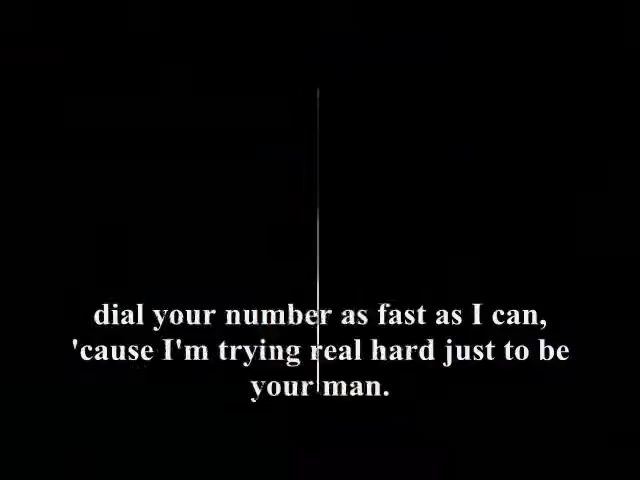 dial your number as fast as I can,
'cause I'm trying real hard just to be
your man.